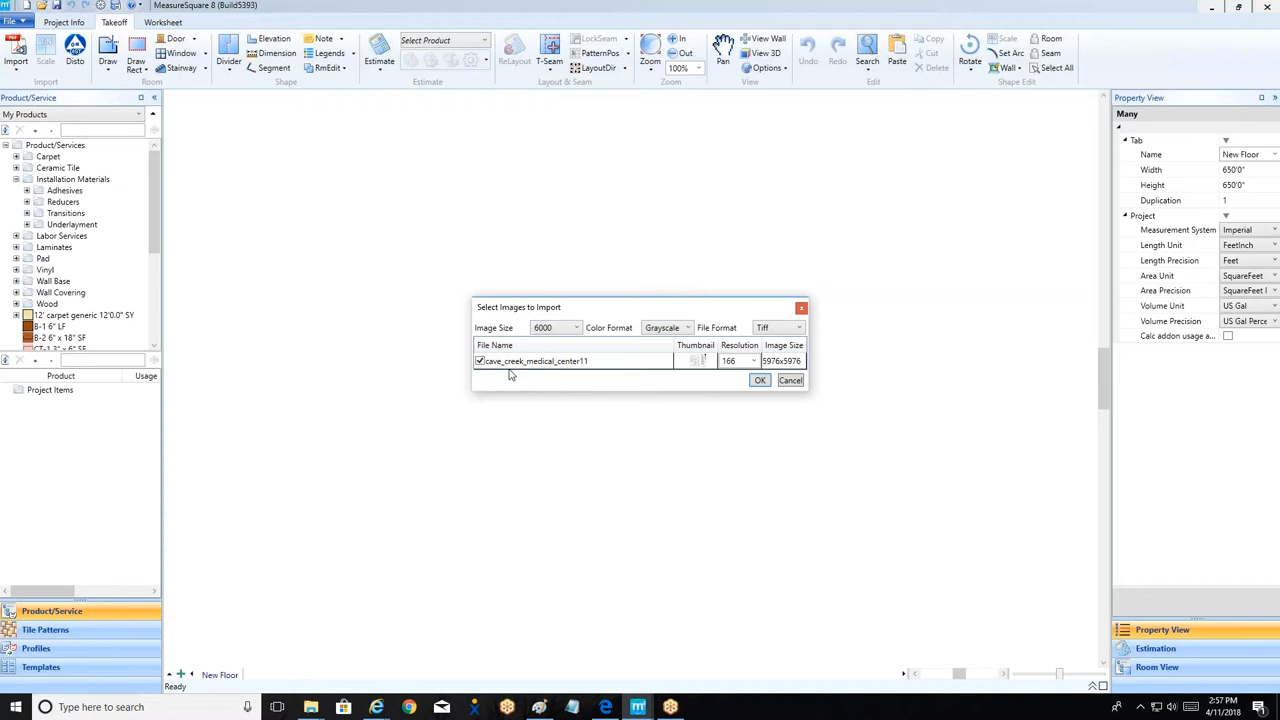 MeasureSquare 8 (Build5393)
File Project Info Takeoff Worksheet
Import Scale Disto Draw Draw Rect Door Window Stairway Divider Elevation Dimension Segment Note Legends RmEdit Estimate Select Product ReLayout T-Seam LockSeam PatternPos LayoutDir Zoom In Out 100% Pan View Wall View 3D Options Undo Redo Search Paste Copy Cut Delete Rotate Scale Set Arc Wall Room Seam Select All
Import Room Shape Estimate Layout & Seam Zoom View Edit Shape Edit
Product/Service
My Products
Product/Services
Carpet
Ceramic Tile
Installation Materials
Adhesives
Reducers
Transitions
Underlayment
Labor Services
Laminates
Pad
Vinyl
Wall Base
Wall Covering
Wood
12' carpet generic 12'0.0" SY
B-1 6" LF
B-2 6" x 18" SF
CT-1 3" x 6" SF
Product Usage
Project Items
Product/Service
Tile Patterns
Profiles
Templates
Select Images to Import
Image Size 6000 Color Format Grayscale File Format Tiff
File Name Thumbnail Resolution Image Size
cave_creek_medical_center11 166 5976x5976
OK Cancel
Property View
Many
Tab
Name New Floor
Width 650'0"
Height 650'0"
Duplication 1
Project
Measurement System Imperial
Length Unit FeetInch
Length Precision Feet
Area Unit SquareFeet
Area Precision SquareFeet
Volume Unit US Gal
Volume Precision US Gal Perce
Calc addon usage a...
Property View
Estimation
Room View
New Floor
Ready
Type here to search
2:57 PM
4/11/2018